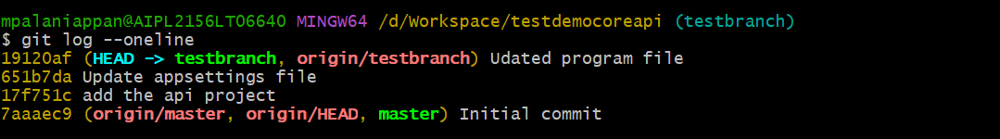 mpalaniappan@AIPL2156LT06640 MINGW64 /d/Workspace/testdemocoreapi (testbranch)
$ git log --oneline
19120af (HEAD -> testbranch, origin/testbranch) Udated program file
651b7da Update appsettings file
17f751c add the api project
7aaaec9 (origin/master, origin/HEAD, master) Initial commit